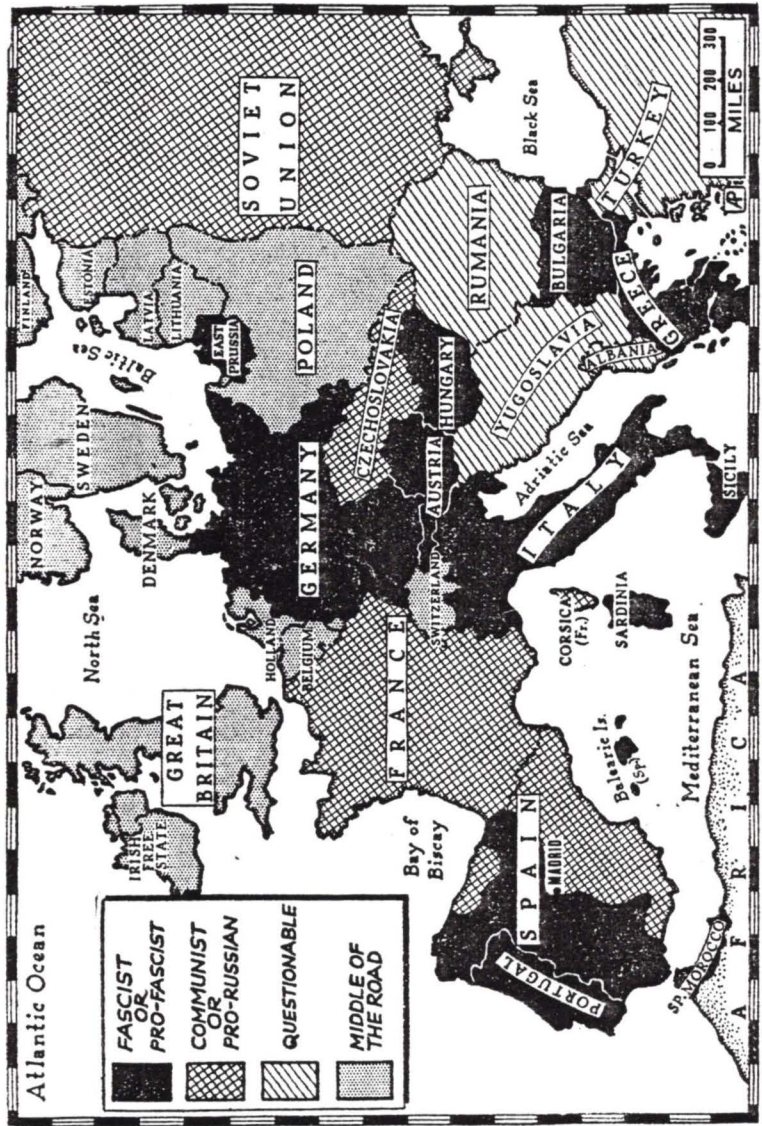 Atlantic Ocean
FASCIST
OR
PRO-FASCIST
COMMUNIST
OR
PRO-RUSSIAN
QUESTIONABLE
MIDDLE OF
THE ROAD
IRISH
FREE
STATE
GREAT
BRITAIN
North Sea
NORWAY
SWEDEN
DENMARK
Baltic Sea
FINLAND
ESTONIA
LATVIA
LITHUANIA
EAST
PRUSSIA
SOVIET
UNION
HOLLAND
BELGIUM
GERMANY
POLAND
CZECHOSLOVAKIA
Bay of
Biscay
FRANCE
SWITZERLAND
AUSTRIA
HUNGARY
RUMANIA
Black Sea
PORTUGAL
SPAIN
MADRID
ITALY
Adriatic Sea
YUGOSLAVIA
BULGARIA
ALBANIA
GREECE
TURKEY
CORSICA
(Fr.)
SARDINIA
SICILY
Balearic Is.
(Sp.)
Mediterranean Sea
SP. MOROCCO
AFRICA
0 100 200 300
MILES
AP